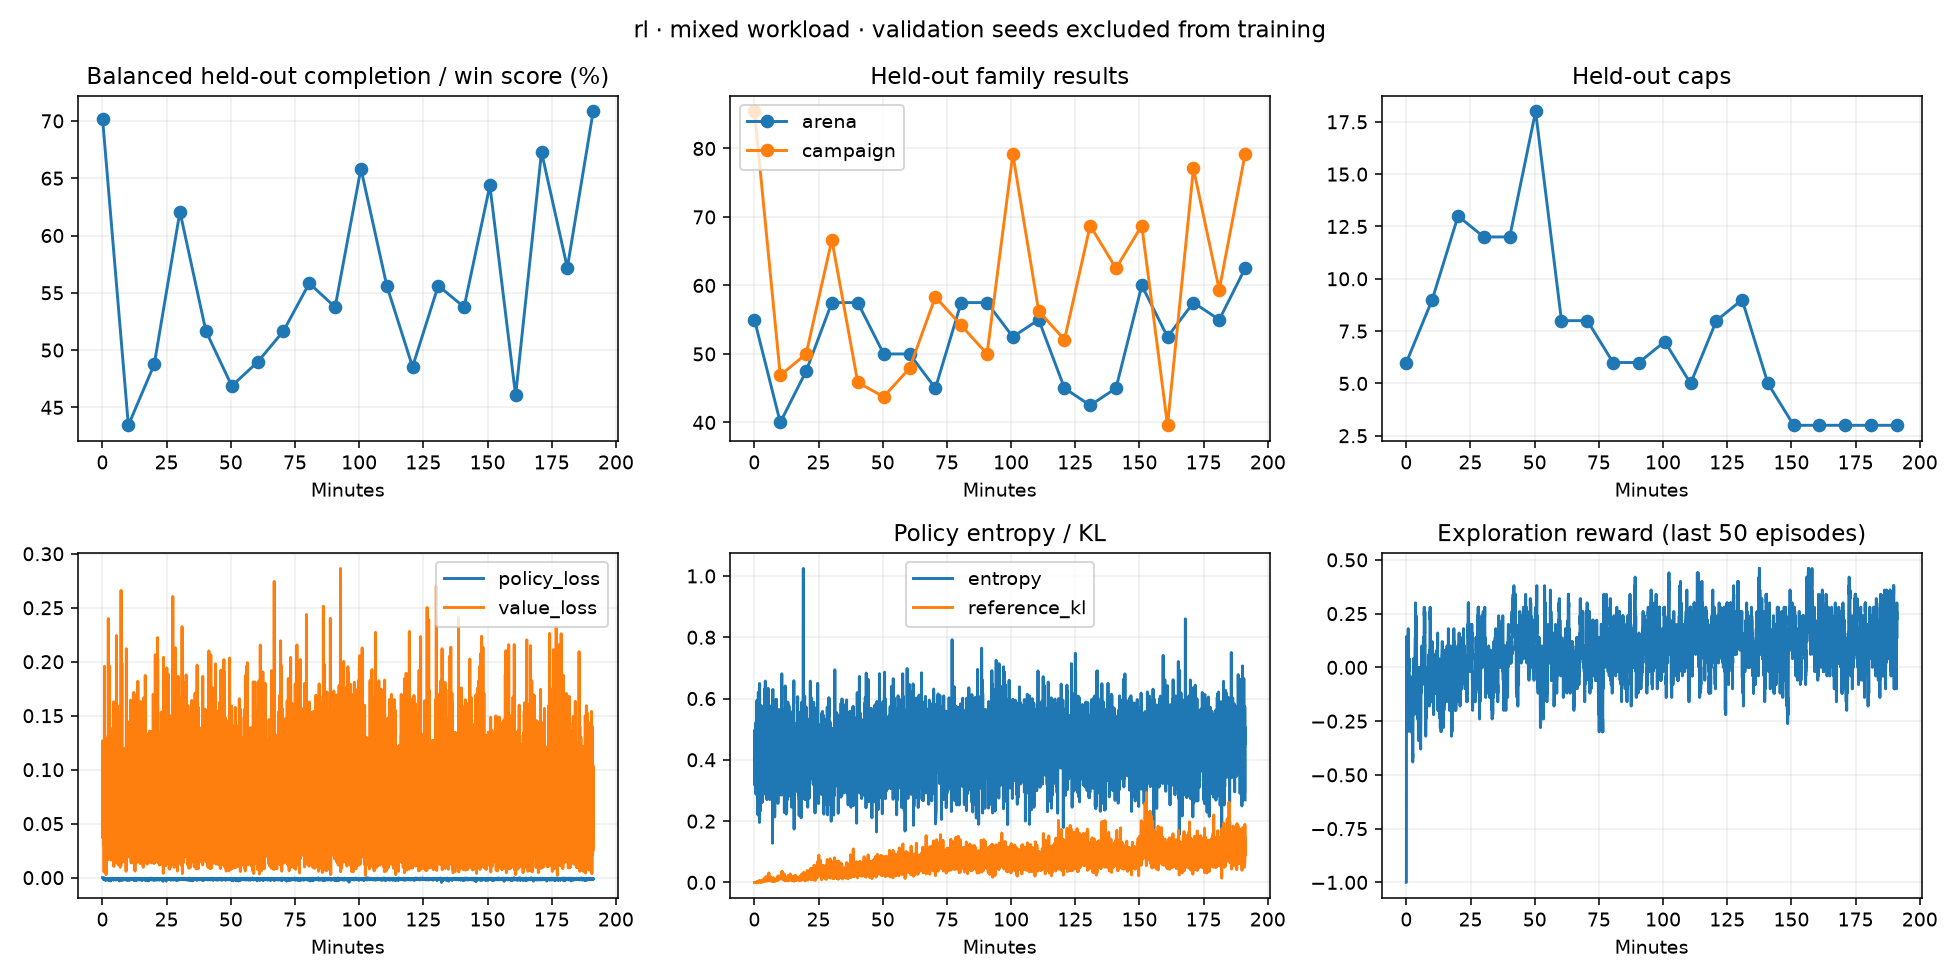 rl · mixed workload · validation seeds excluded from training
Balanced held-out completion / win score (%)
70
65
60
55
50
45
0 25 50 75 100 125 150 175 200
Minutes
Held-out family results
arena
campaign
80
70
60
50
40
0 25 50 75 100 125 150 175 200
Minutes
Held-out caps
17.5
15.0
12.5
10.0
7.5
5.0
2.5
0 25 50 75 100 125 150 175 200
Minutes
policy_loss
value_loss
0.30
0.25
0.20
0.15
0.10
0.05
0.00
0 25 50 75 100 125 150 175 200
Minutes
Policy entropy / KL
entropy
reference_kl
1.0
0.8
0.6
0.4
0.2
0.0
0 25 50 75 100 125 150 175 200
Minutes
Exploration reward (last 50 episodes)
0.50
0.25
0.00
−0.25
−0.50
−0.75
−1.00
0 25 50 75 100 125 150 175 200
Minutes